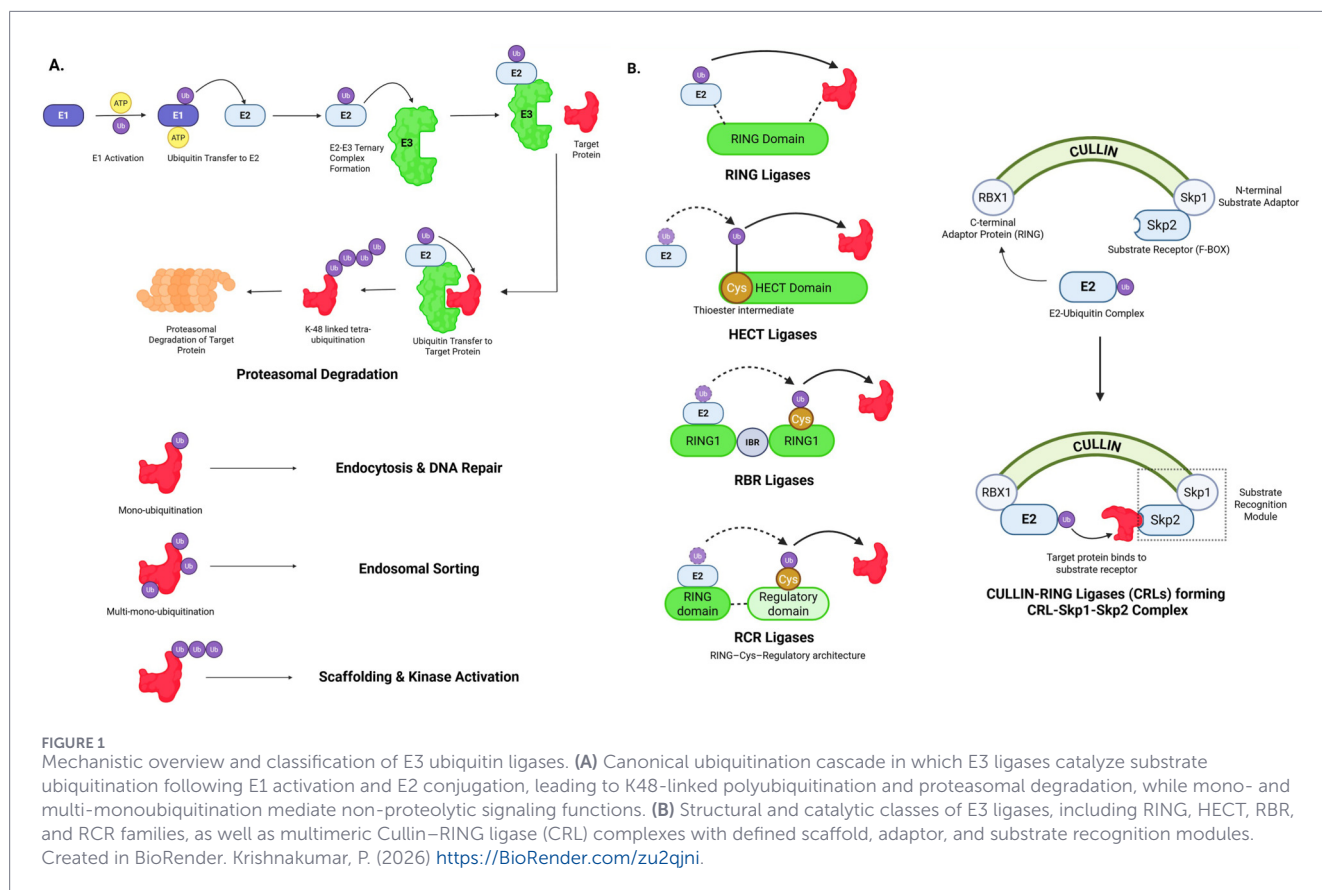 A.
Ub
E2
E1
ATP
Ub
E1 Activation
Ub
E1
ATP
E2
Ubiquitin Transfer to E2
Ub
E2
E3
E2-E3 Ternary
Complex
Formation
E3
Target
Protein
Proteasomal
Degradation of Target
Protein
Ub
Ub
Ub
Ub
K-48 linked tetra-
ubiquitination
Ub
E2
Ubiquitin Transfer to
Target Protein
Proteasomal Degradation
Ub
Mono-ubiquitination
Endocytosis & DNA Repair
Ub
Ub
Ub
Multi-mono-ubiquitination
Endosomal Sorting
Ub
Ub
Ub
Scaffolding & Kinase Activation
B.
Ub
E2
RING Domain
RING Ligases
Ub
E2
Ub
Cys
HECT Domain
Thioester intermediate
HECT Ligases
Ub
E2
RING1
IBR
Ub
Cys
RING1
RBR Ligases
Ub
E2
RING
domain
Ub
Cys
Regulatory
domain
RCR Ligases
RING–Cys–Regulatory architecture
CULLIN
RBX1
C-terminal
Adaptor Protein (RING)
Skp1
N-terminal
Substrate Adaptor
Skp2
Substrate Receptor (F-BOX)
E2
Ub
E2-Ubiquitin Complex
CULLIN
RBX1
E2
Ub
Skp1
Skp2
Substrate
Recognition
Module
Target protein binds to
substrate receptor
CULLIN-RING Ligases (CRLs) forming
CRL-Skp1-Skp2 Complex
FIGURE 1
Mechanistic overview and classification of E3 ubiquitin ligases. (A) Canonical ubiquitination cascade in which E3 ligases catalyze substrate
ubiquitination following E1 activation and E2 conjugation, leading to K48-linked polyubiquitination and proteasomal degradation, while mono- and
multi-monoubiquitination mediate non-proteolytic signaling functions. (B) Structural and catalytic classes of E3 ligases, including RING, HECT, RBR,
and RCR families, as well as multimeric Cullin–RING ligase (CRL) complexes with defined scaffold, adaptor, and substrate recognition modules.
Created in BioRender. Krishnakumar, P. (2026) https://BioRender.com/zu2qjni.